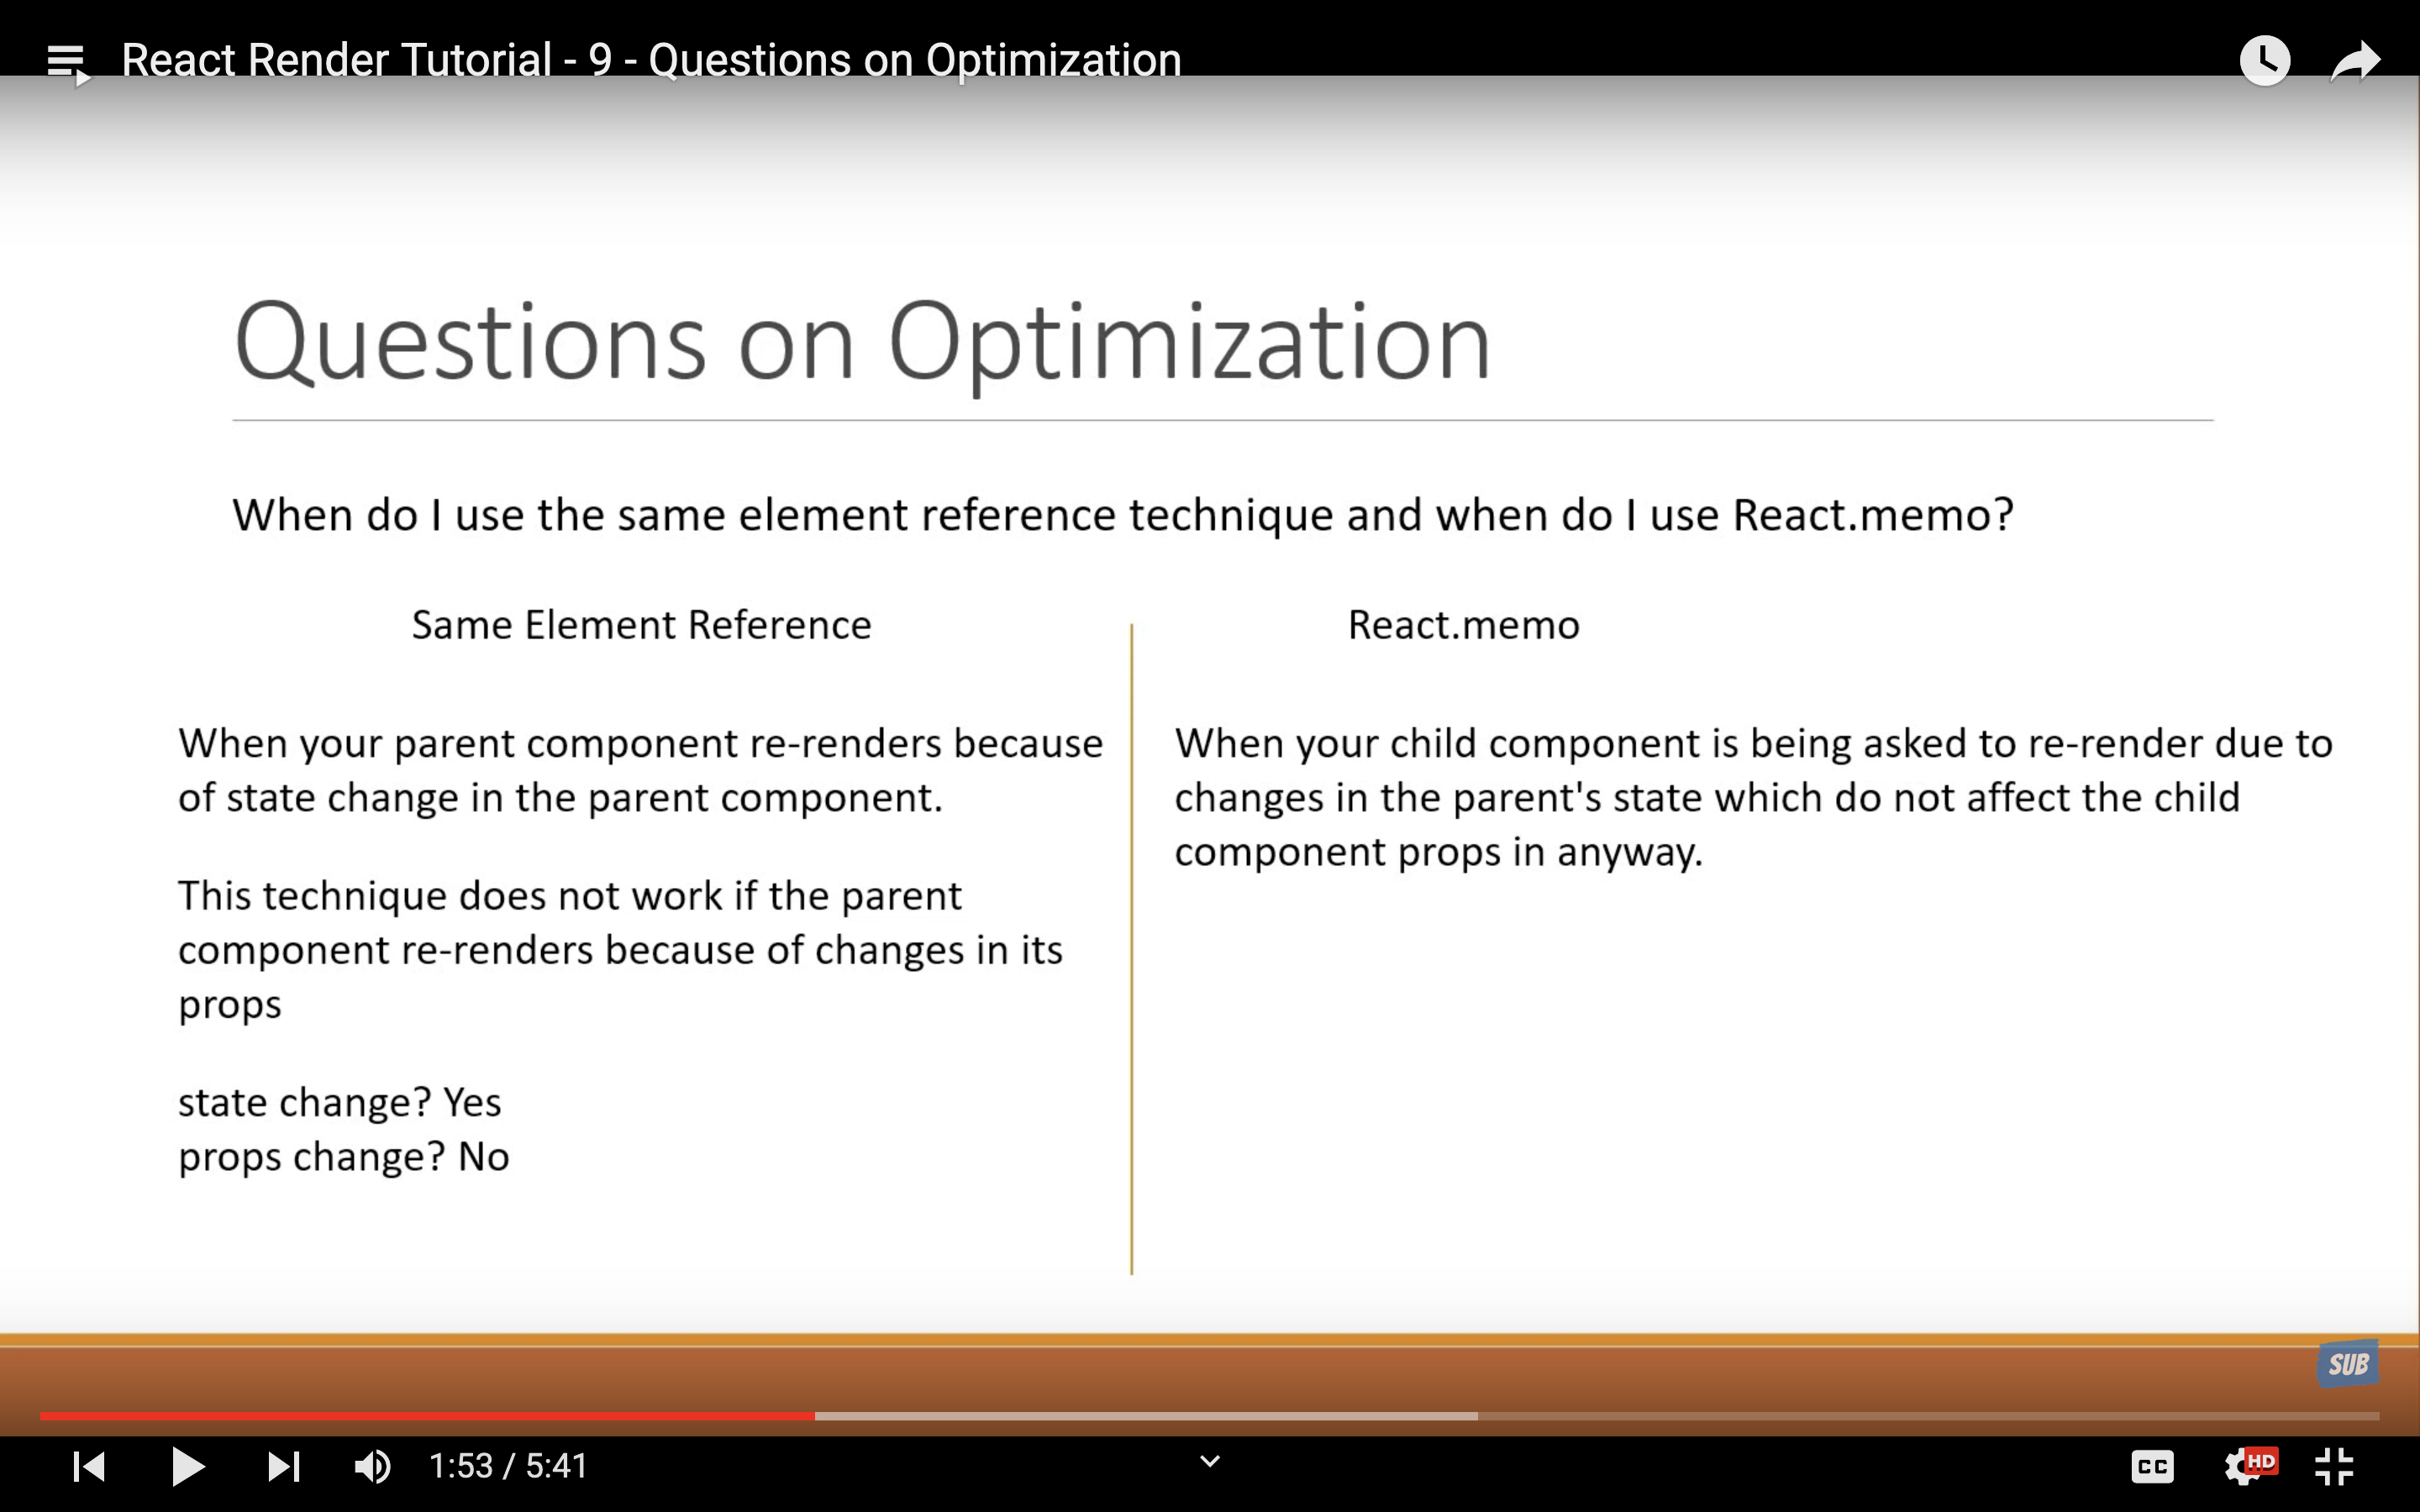 React Render Tutorial - 9 - Questions on Optimization
Questions on Optimization
When do I use the same element reference technique and when do I use React.memo?
Same Element Reference
When your parent component re-renders because
of state change in the parent component.
This technique does not work if the parent
component re-renders because of changes in its
props
state change? Yes
props change? No
React.memo
When your child component is being asked to re-render due to
changes in the parent's state which do not affect the child
component props in anyway.
SUB
1:53 / 5:41
CC
HD